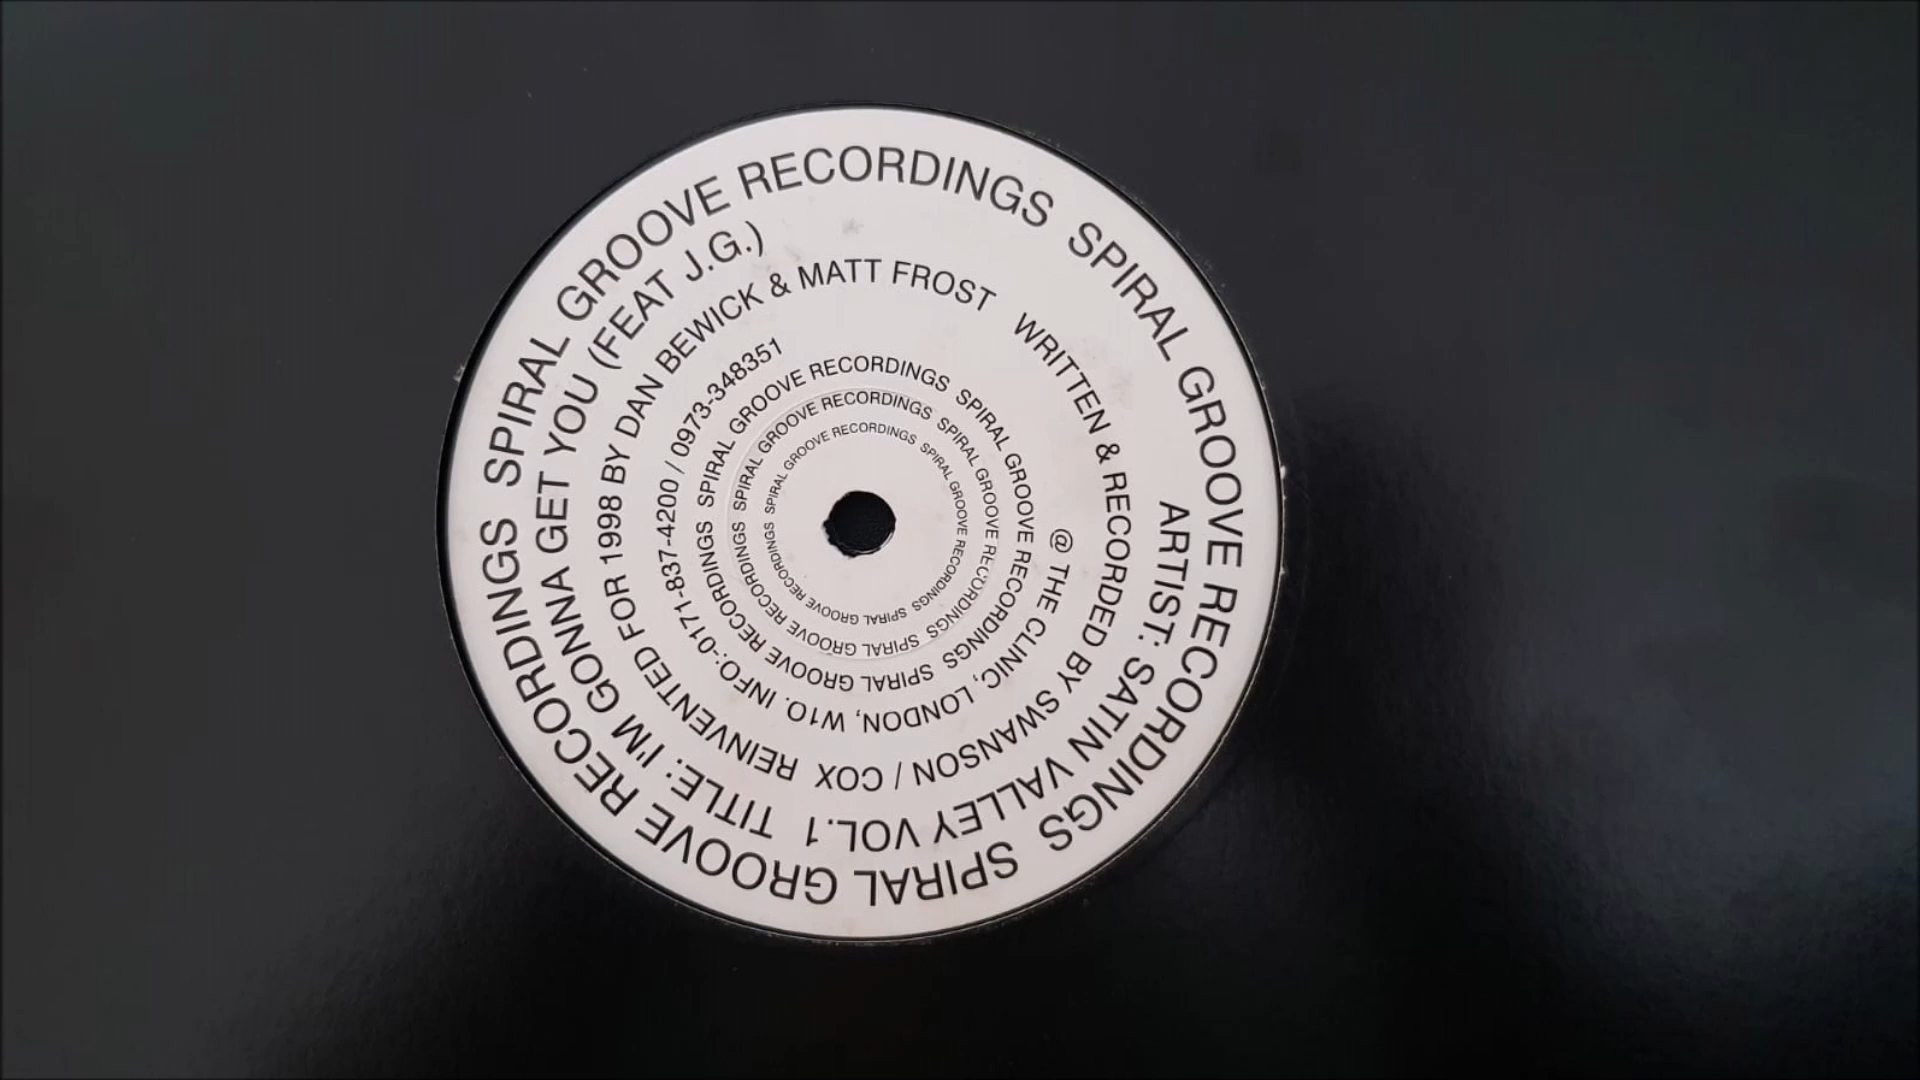 SPIRAL GROOVE RECORDINGS SPIRAL GROOVE RECORDINGS SPIRAL GROOVE RECORDINGS
ARTIST: SATIN VALLEY VOL.1 TITLE: I'M GONNA GET YOU (FEAT J.G.)
WRITTEN & RECORDED BY SWANSON / COX REINVENTED FOR 1998 BY DAN BEWICK & MATT FROST
@ THE CLINIC, LONDON, W10. INFO:-0171-837-4200 / 0973-348351
SPIRAL GROOVE RECORDINGS SPIRAL GROOVE RECORDINGS SPIRAL GROOVE RECORDINGS
SPIRAL GROOVE RECORDINGS SPIRAL GROOVE RECORDINGS SPIRAL GROOVE RECORDINGS
SPIRAL GROOVE RECORDINGS SPIRAL GROOVE RECORDINGS SPIRAL GROOVE RECORDINGS